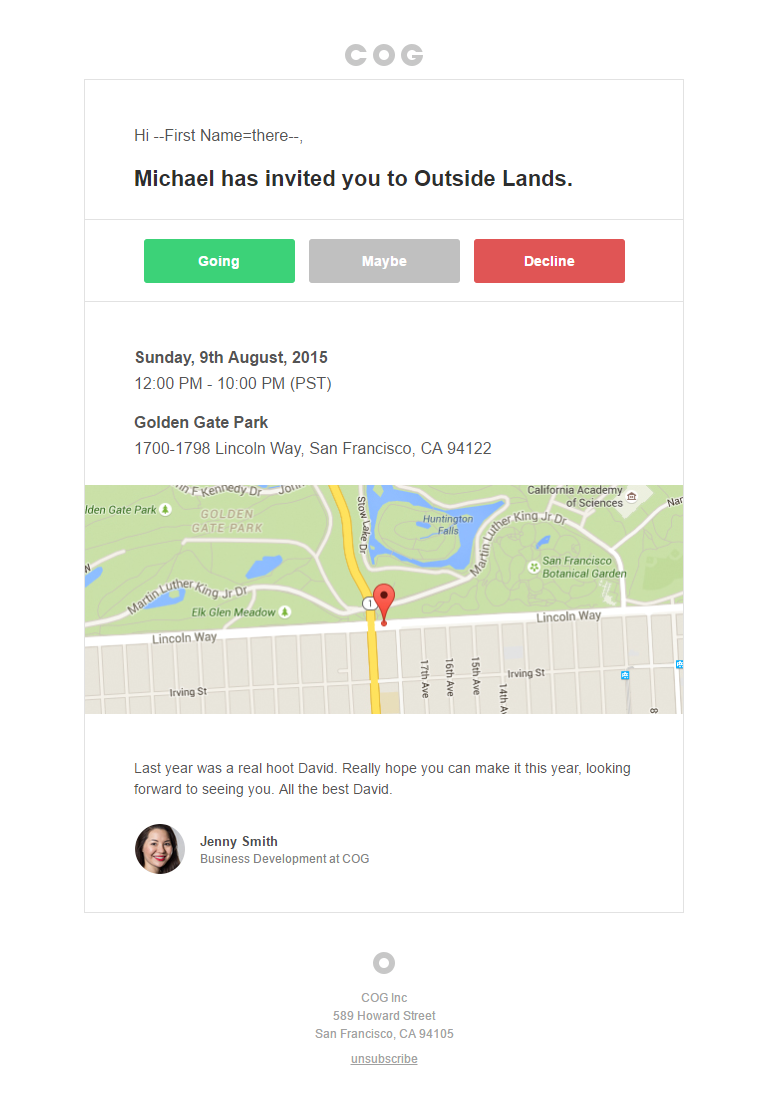 COG
Hi --First Name=there--,
Michael has invited you to Outside Lands.
Going
Maybe
Decline
Sunday, 9th August, 2015
12:00 PM - 10:00 PM (PST)
Golden Gate Park
1700-1798 Lincoln Way, San Francisco, CA 94122
hn F Kennedy Dr
John
California Academy
of Sciences
lden Gate Park
GOLDEN
GATE PARK
Stow Lake Dr
Huntington
Falls
Martin Luther King Jr Dr
Nar
San Francisco
Botanical Garden
N
Martin Luther King Jr Dr
Elk Glen Meadow
1
Lincoln Way
Lincoln Way
17th Ave
16th Ave
15th Ave
14th A
Irving St
Irving St
8
Last year was a real hoot David. Really hope you can make it this year, looking
forward to seeing you. All the best David.
Jenny Smith
Business Development at COG
COG Inc
589 Howard Street
San Francisco, CA 94105
unsubscribe